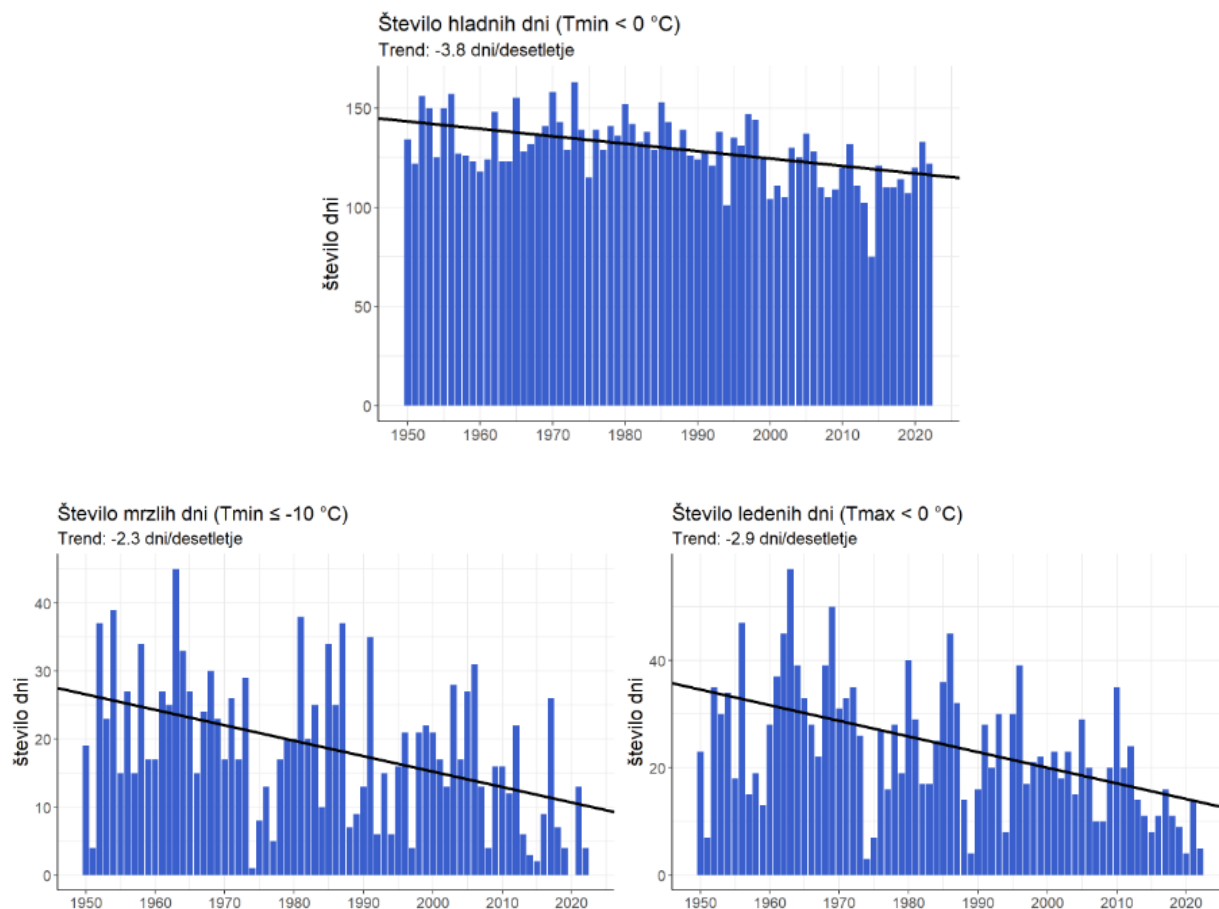 Število hladnih dni (Tmin < 0 °C)
Trend: -3.8 dni/desetletje
število dni
150
100
50
0
1950 1960 1970 1980 1990 2000 2010 2020
Število mrzlih dni (Tmin ≤ -10 °C)
Trend: -2.3 dni/desetletje
število dni
40
30
20
10
0
1950 1960 1970 1980 1990 2000 2010 2020
Število ledenih dni (Tmax < 0 °C)
Trend: -2.9 dni/desetletje
število dni
40
20
0
1950 1960 1970 1980 1990 2000 2010 2020